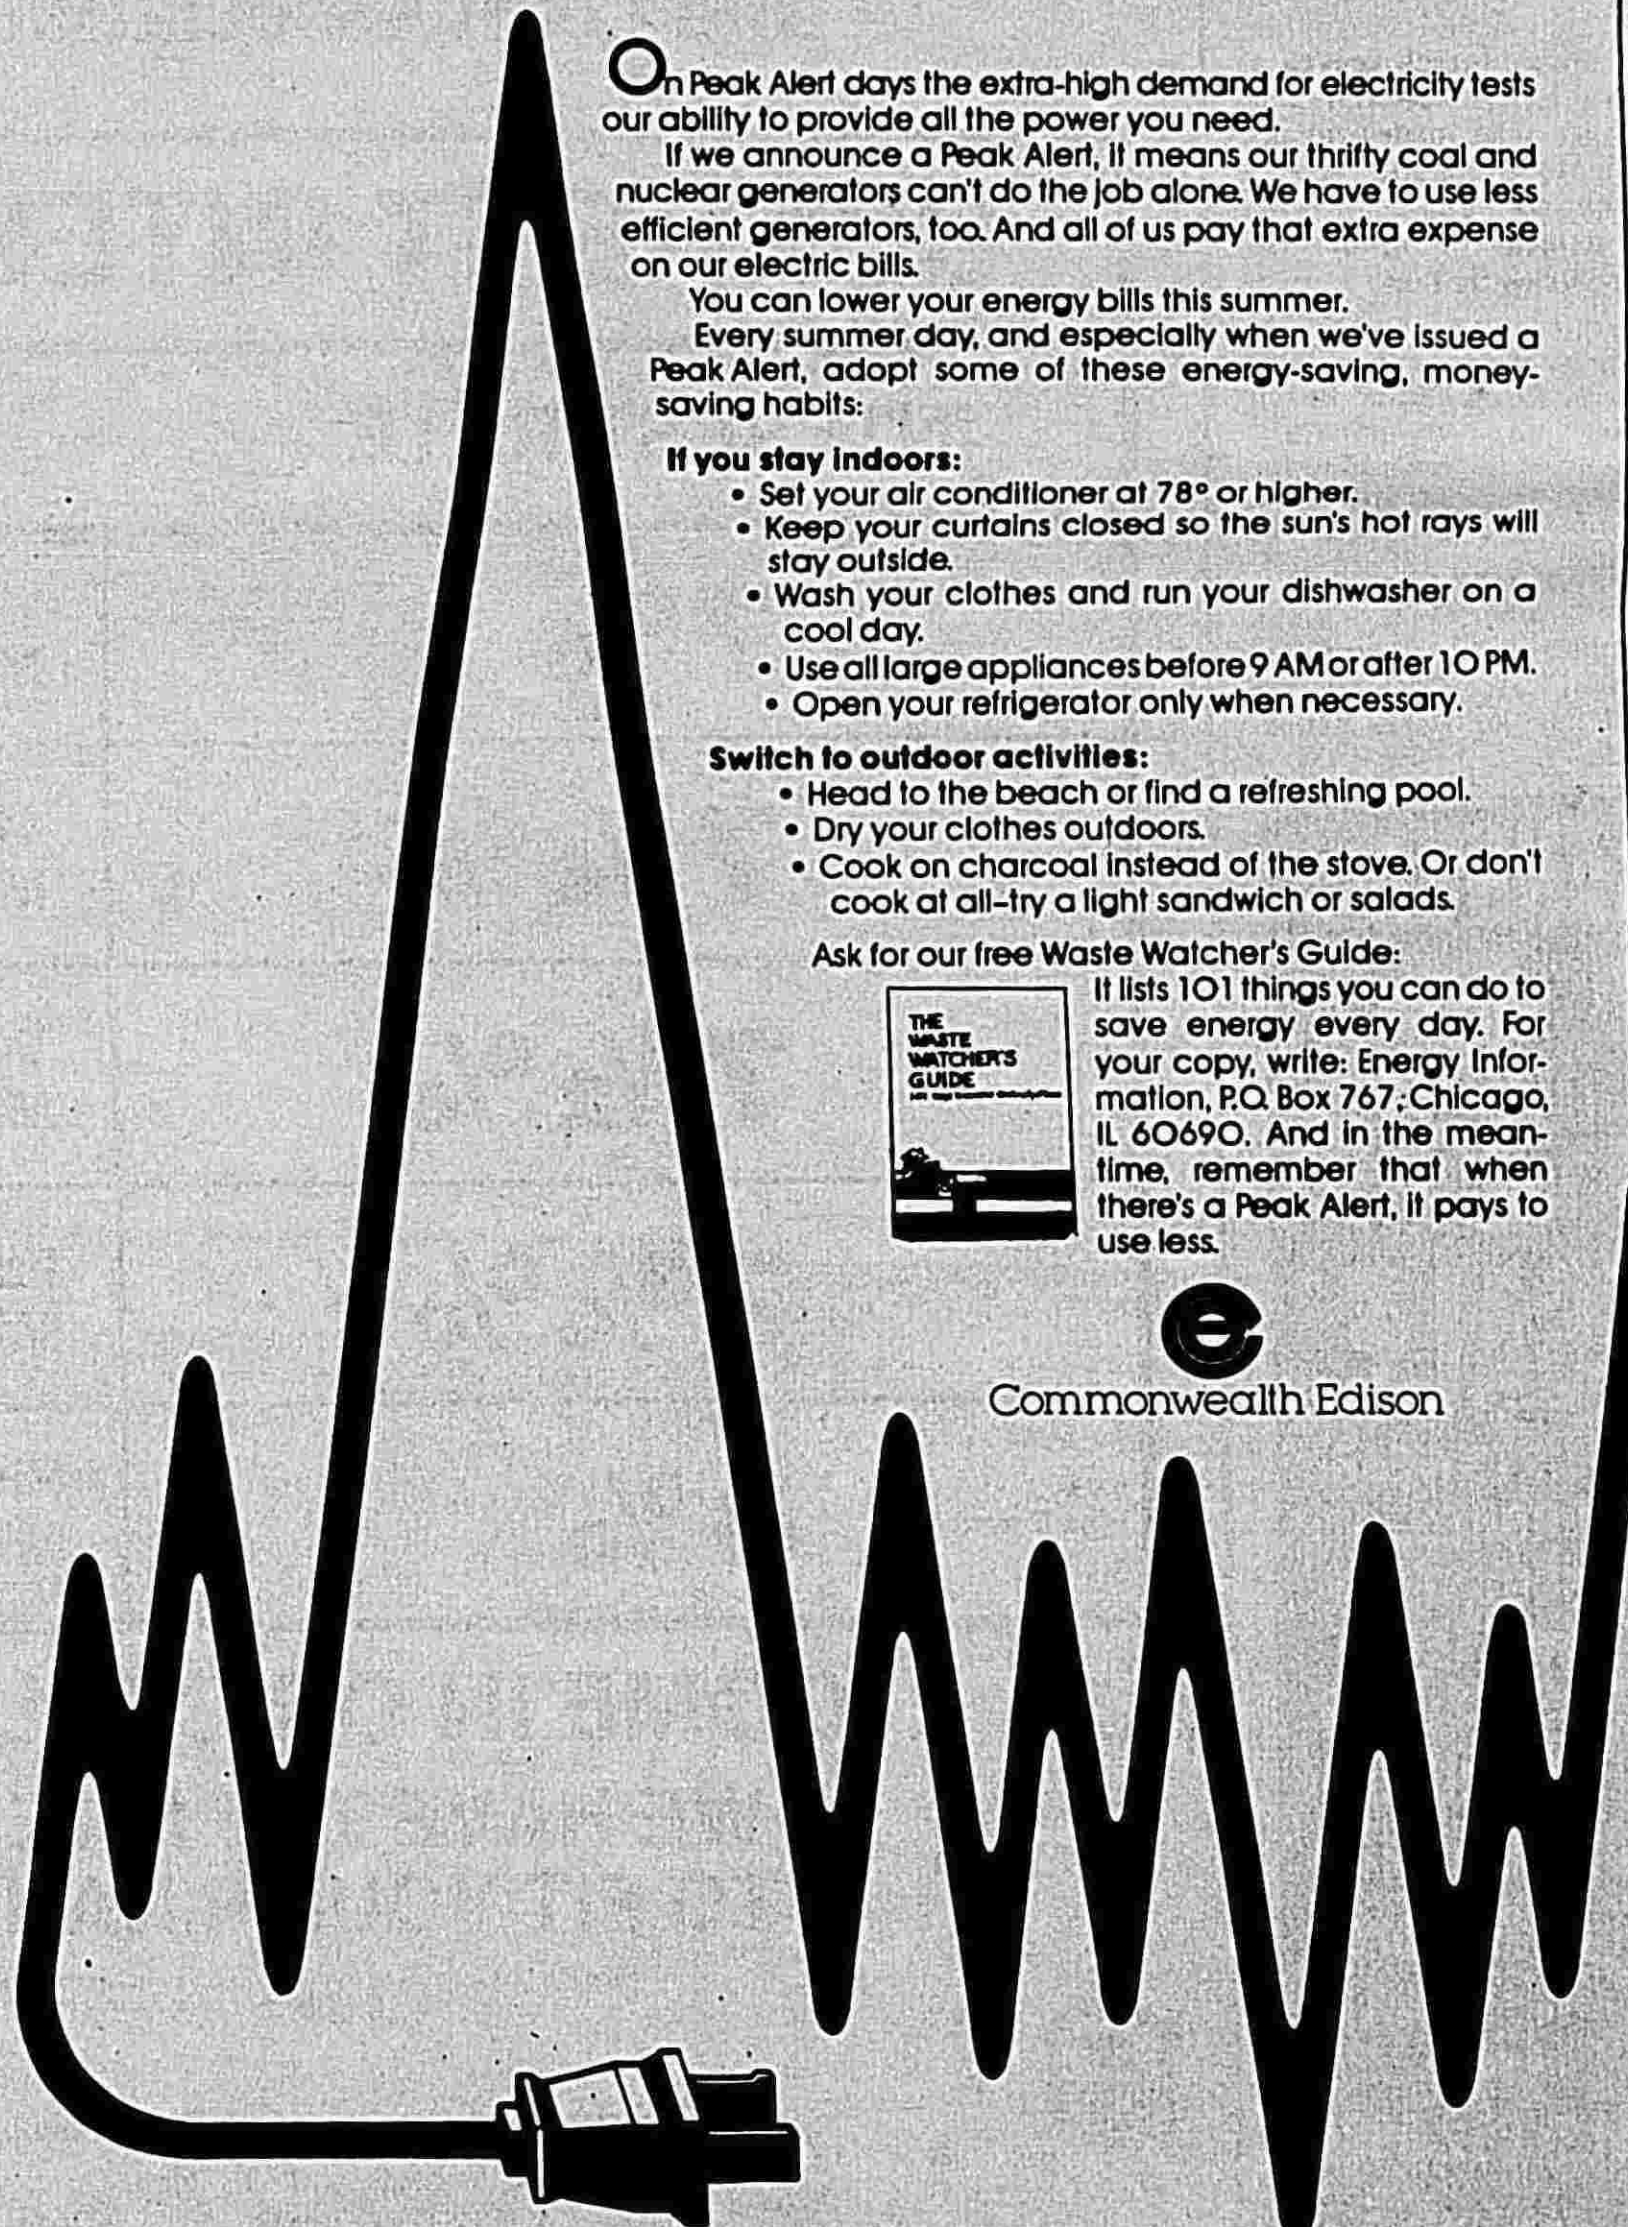 On Peak Alert days the extra-high demand for electricity tests
our ability to provide all the power you need.
If we announce a Peak Alert, it means our thrifty coal and
nuclear generators can't do the job alone. We have to use less
efficient generators, too. And all of us pay that extra expense
on our electric bills.
You can lower your energy bills this summer.
Every summer day, and especially when we've issued a
Peak Alert, adopt some of these energy-saving, money-
saving habits:
If you stay indoors:
• Set your air conditioner at 78° or higher.
• Keep your curtains closed so the sun's hot rays will
stay outside.
• Wash your clothes and run your dishwasher on a
cool day.
• Use all large appliances before 9 AM or after 10 PM.
• Open your refrigerator only when necessary.
Switch to outdoor activities:
• Head to the beach or find a refreshing pool.
• Dry your clothes outdoors.
• Cook on charcoal instead of the stove. Or don't
cook at all–try a light sandwich or salads.
Ask for our free Waste Watcher's Guide:
It lists 101 things you can do to
save energy every day. For
your copy, write: Energy Infor-
mation, P.O. Box 767, Chicago,
IL 60690. And in the mean-
time, remember that when
there's a Peak Alert, it pays to
use less.
THE
WASTE
WATCHER'S
GUIDE
e
Commonwealth Edison